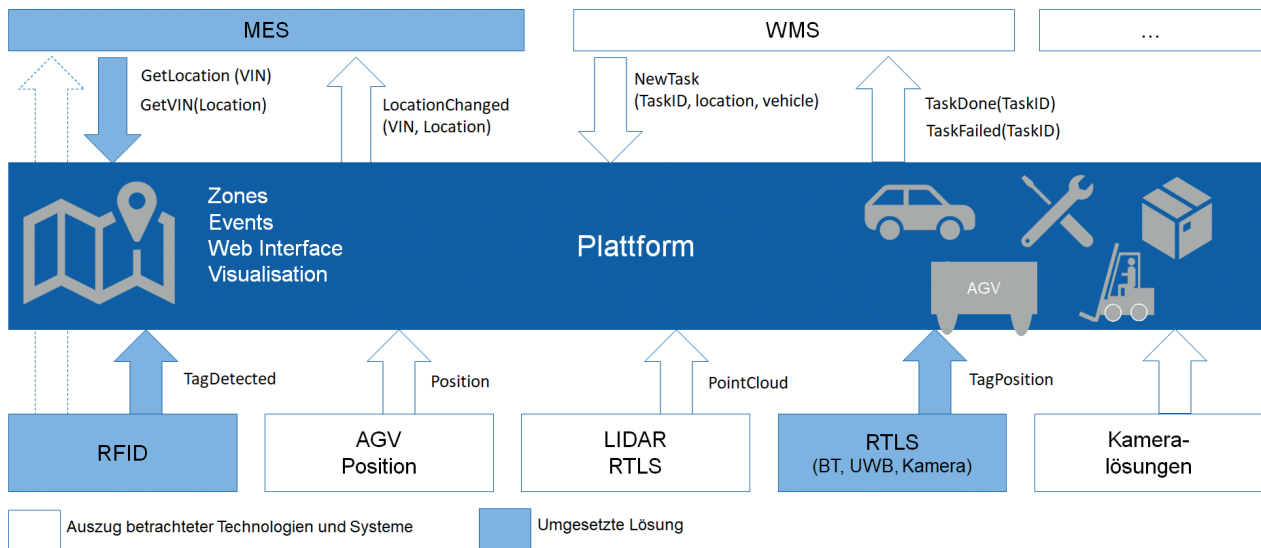 MES
WMS
...
GetLocation (VIN)
GetVIN(Location)
LocationChanged
(VIN, Location)
NewTask
(TaskID, location, vehicle)
TaskDone(TaskID)
TaskFailed(TaskID)
Zones
Events
Web Interface
Visualisation
Plattform
AGV
TagDetected
Position
PointCloud
TagPosition
RFID
AGV
Position
LIDAR
RTLS
RTLS
(BT, UWB, Kamera)
Kamera-
lösungen
Auszug betrachteter Technologien und Systeme
Umgesetzte Lösung